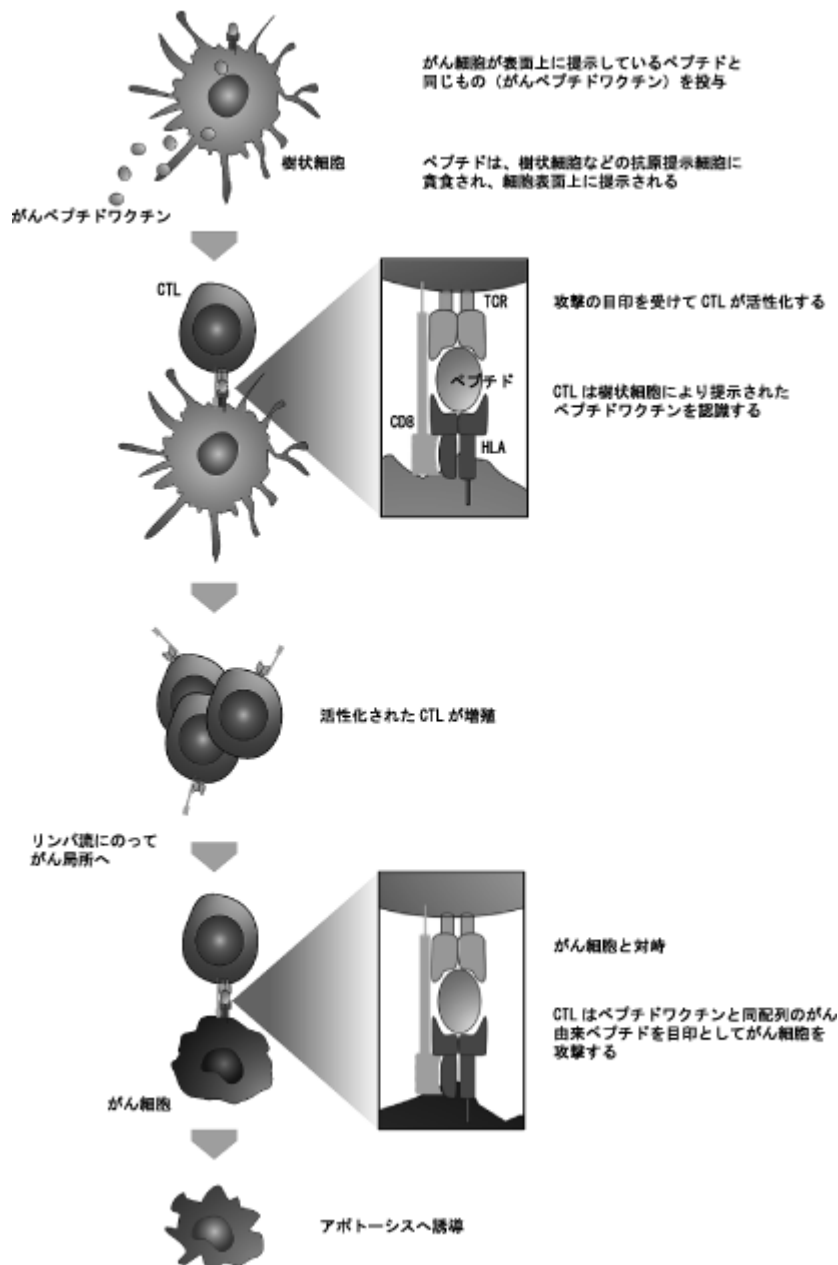 がん細胞が表面上に提示しているペプチドと
同じもの（がんペプチドワクチン）を投与
樹状細胞
ペプチドは、樹状細胞などの抗原提示細胞に
貪食され、細胞表面上に提示される
がんペプチドワクチン
CTL
TCR
攻撃の目印を受けて CTL が活性化する
ペプチド
CTL は樹状細胞により提示された
ペプチドワクチンを認識する
CD8
HLA
活性化された CTL が増殖
リンパ流にのって
がん局所へ
がん細胞と対峙
CTL はペプチドワクチンと同配列のがん
由来ペプチドを目印としてがん細胞を
攻撃する
がん細胞
アポトーシスへ誘導